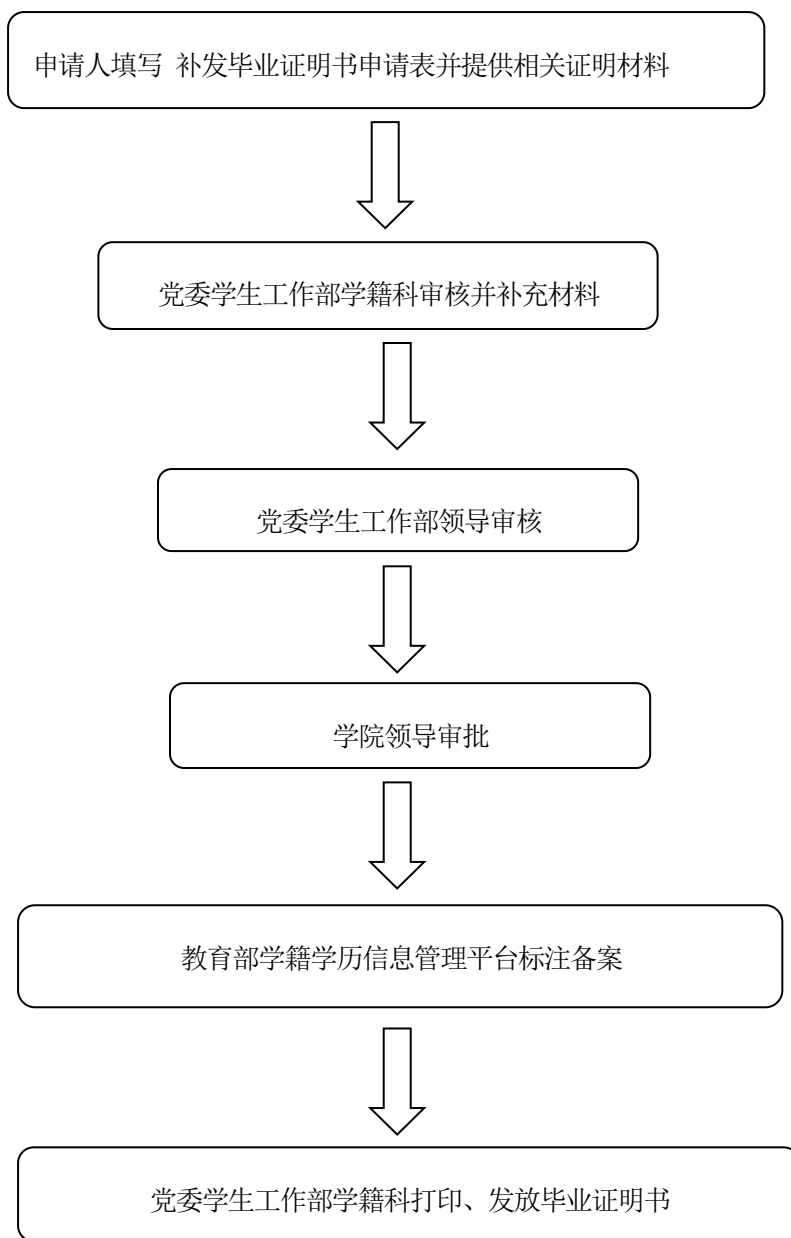 申请人填写 补发毕业证明书申请表并提供相关证明材料
党委学生工作部学籍科审核并补充材料
党委学生工作部领导审核
学院领导审批
教育部学籍学历信息管理平台标注备案
党委学生工作部学籍科打印、发放毕业证明书